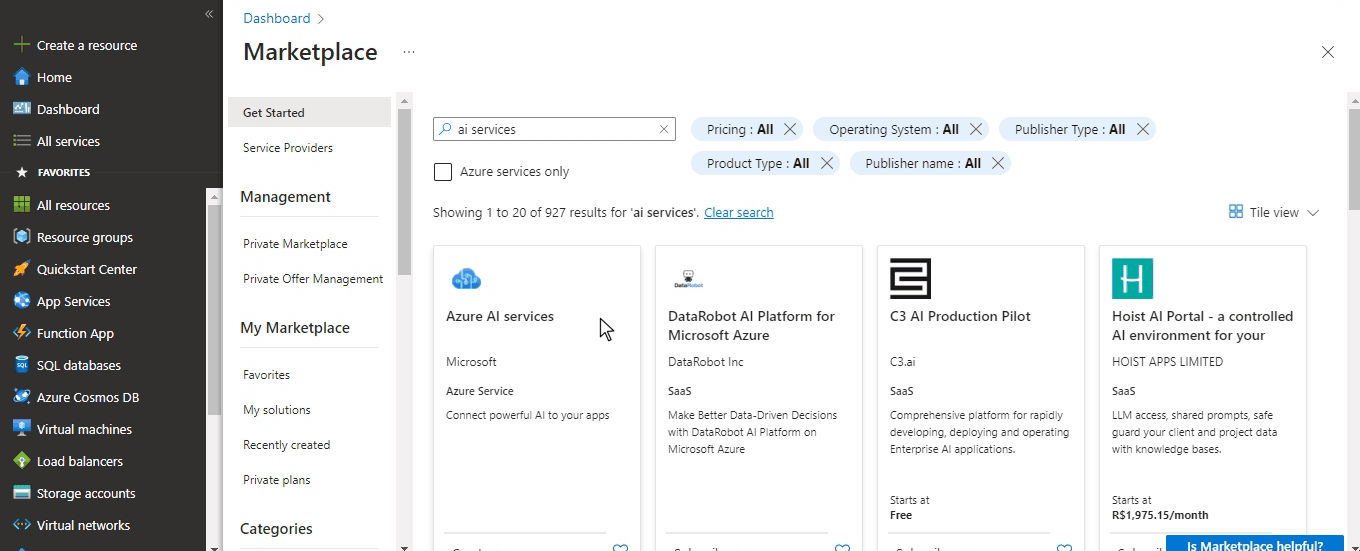 Create a resource
Home
Dashboard
All services
FAVORITES
All resources
Resource groups
Quickstart Center
App Services
Function App
SQL databases
Azure Cosmos DB
Virtual machines
Load balancers
Storage accounts
Virtual networks
Dashboard
Marketplace
Get Started
Service Providers
Management
Private Marketplace
Private Offer Management
My Marketplace
Favorites
My solutions
Recently created
Private plans
Categories
ai services
Pricing : All
Operating System : All
Publisher Type : All
Product Type : All
Publisher name : All
Azure services only
Showing 1 to 20 of 927 results for 'ai services'. Clear search
Tile view
Azure AI services
Microsoft
Azure Service
Connect powerful AI to your apps
DataRobot
DataRobot AI Platform for
Microsoft Azure
DataRobot Inc
SaaS
Make Better Data-Driven Decisions
with DataRobot AI Platform on
Microsoft Azure
C3 AI Production Pilot
C3.ai
SaaS
Comprehensive platform for rapidly
developing, deploying and operating
Enterprise AI applications.
Starts at
Free
H
Hoist AI Portal - a controlled
AI environment for your
HOIST APPS LIMITED
SaaS
LLM access, shared prompts, safe
guard your client and project data
with knowledge bases.
Starts at
R$1,975.15/month
Is Marketplace helpful?